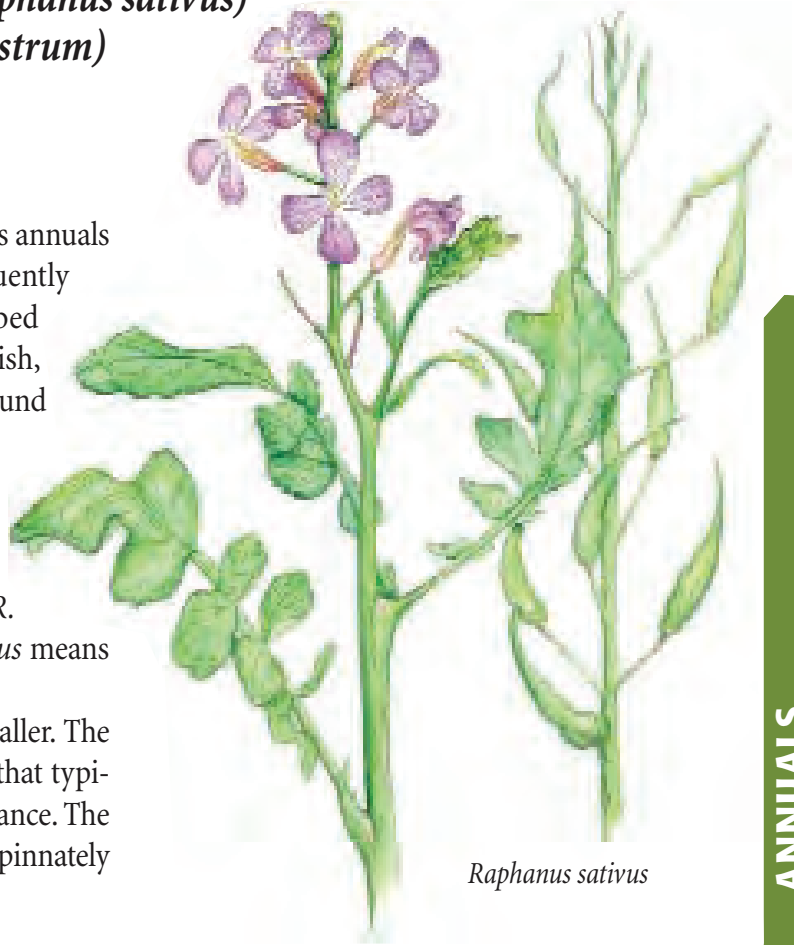 phanus sativus)
strum)
s annuals
uently
ped
ish,
und
R.
us means
aller. The
that typi-
ance. The
pinnately
Raphanus sativus
ANNUALS